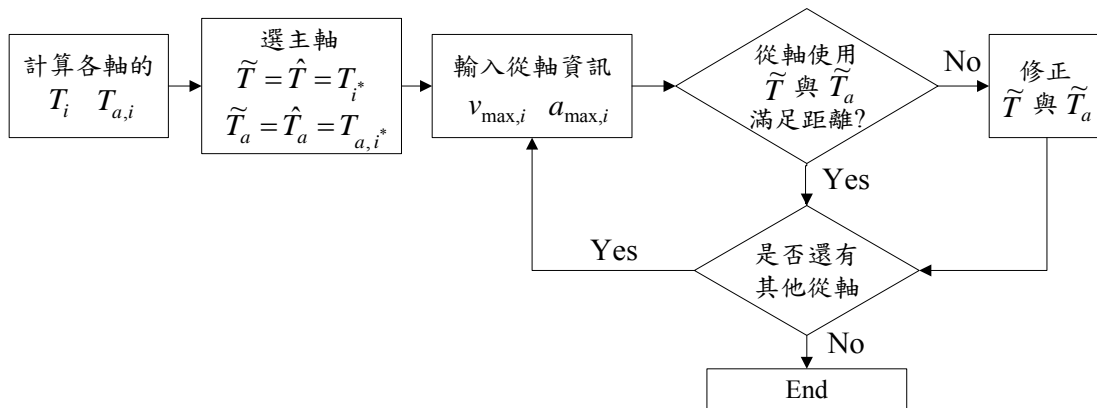 計算各軸的
T_i T_{a,i}
選主軸
T̃ = T̂ = T_{i*}
T̃_a = T̂_a = T_{a,i*}
輸入從軸資訊
v_{max,i} a_{max,i}
從軸使用
T̃ 與 T̃_a
滿足距離?
No
修正
T̃ 與 T̃_a
Yes
是否還有
其他從軸
Yes
No
End